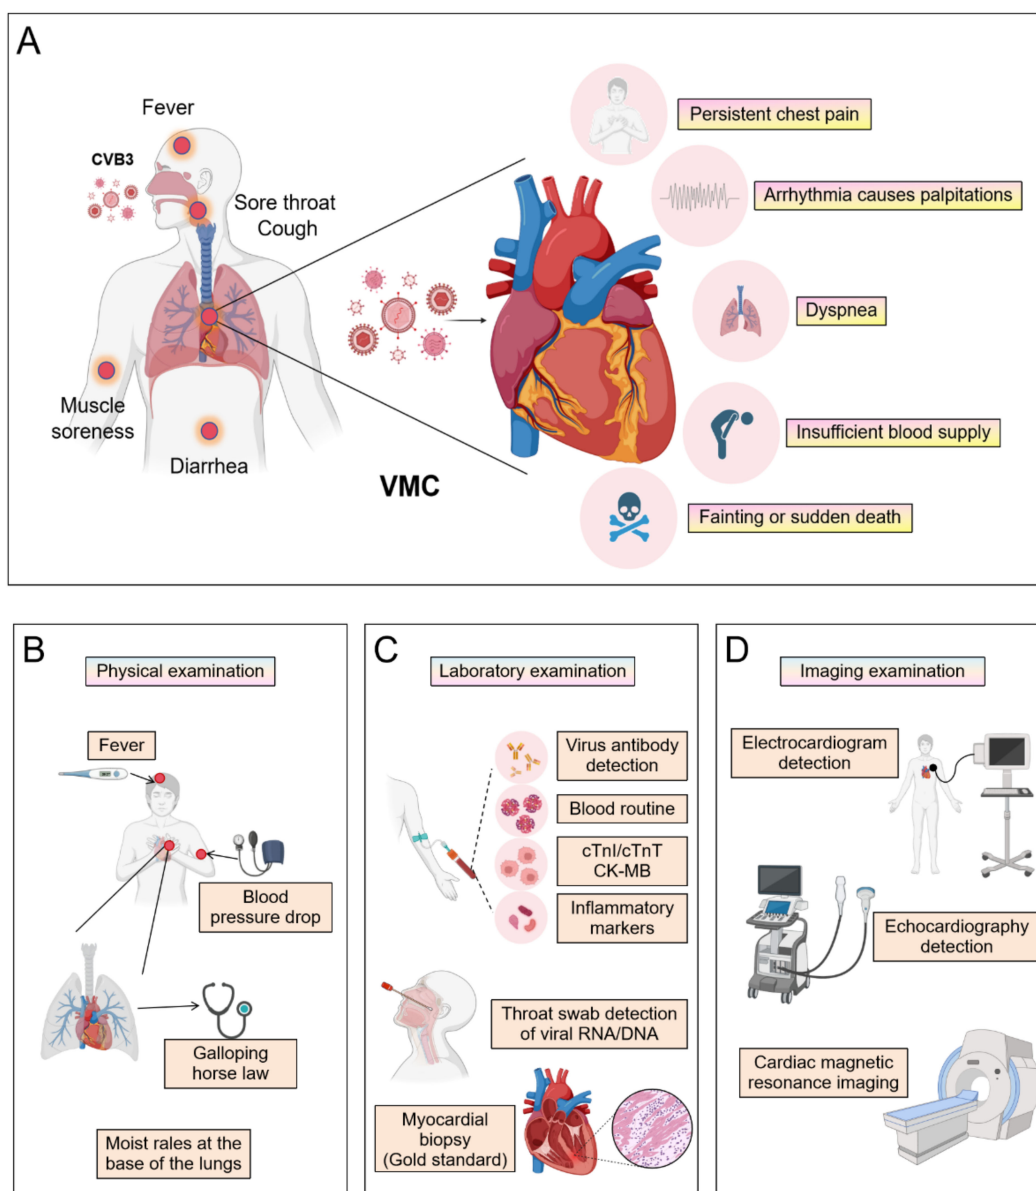 A
Fever
CVB3
Sore throat
Cough
Muscle
soreness
Diarrhea
VMC
Persistent chest pain
Arrhythmia causes palpitations
Dyspnea
Insufficient blood supply
Fainting or sudden death
B
Physical examination
Fever
Blood
pressure drop
Galloping
horse law
Moist rales at the
base of the lungs
C
Laboratory examination
Virus antibody
detection
Blood routine
cTnI/cTnT
CK-MB
Inflammatory
markers
Throat swab detection
of viral RNA/DNA
Myocardial
biopsy
(Gold standard)
D
Imaging examination
Electrocardiogram
detection
Echocardiography
detection
Cardiac magnetic
resonance imaging